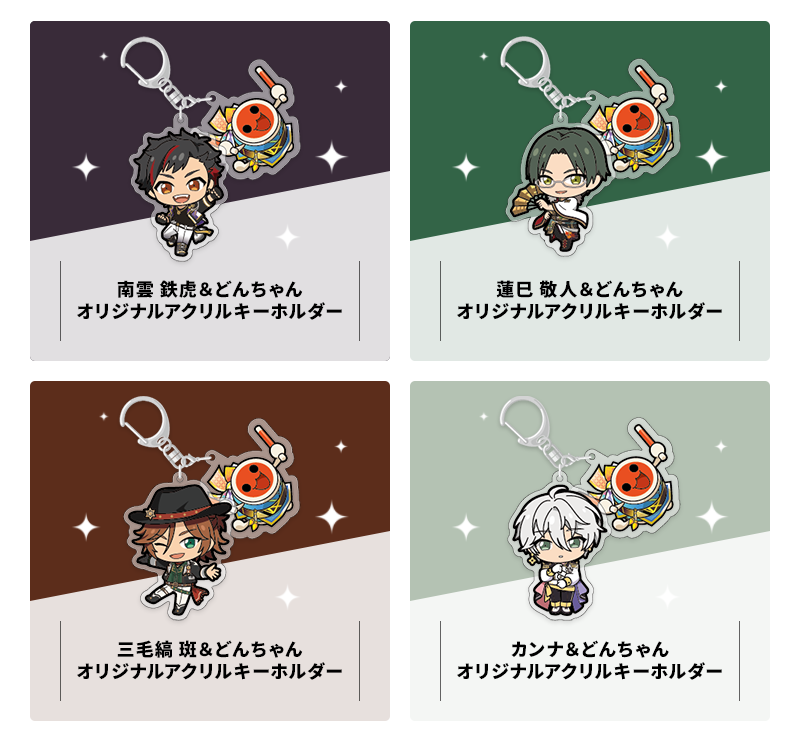 南雲 鉄虎&どんちゃん
オリジナルアクリルキーホルダー
蓮巳 敬人&どんちゃん
オリジナルアクリルキーホルダー
三毛縞 斑&どんちゃん
オリジナルアクリルキーホルダー
カンナ&どんちゃん
オリジナルアクリルキーホルダー